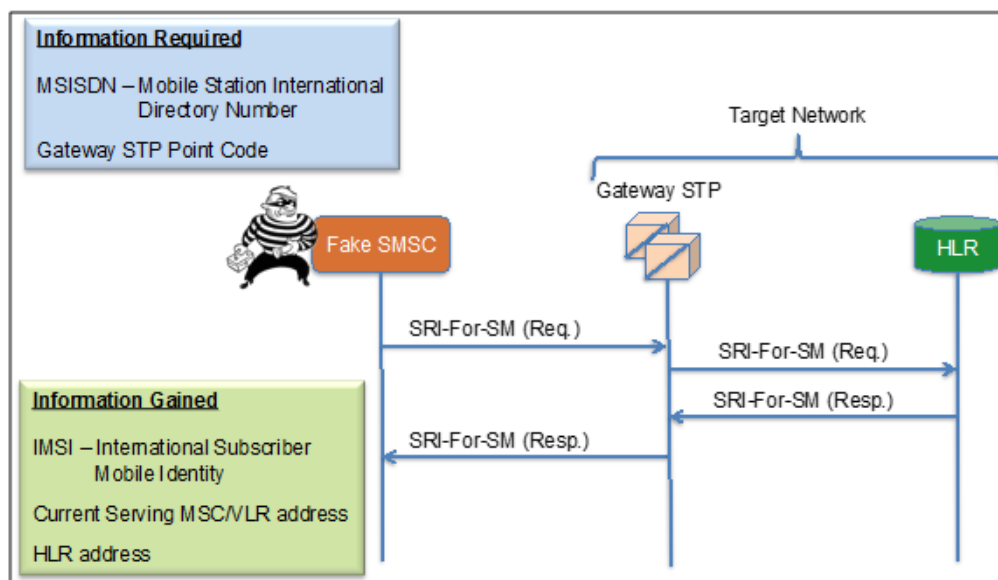 Information Required
MSISDN – Mobile Station International
Directory Number
Gateway STP Point Code
Target Network
Gateway STP
Fake SMSC
HLR
SRI-For-SM (Req.)
SRI-For-SM (Req.)
SRI-For-SM (Resp.)
SRI-For-SM (Resp.)
Information Gained
IMSI – International Subscriber
Mobile Identity
Current Serving MSC/VLR address
HLR address